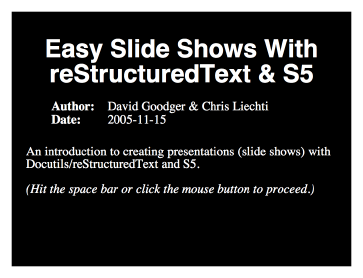 Easy Slide Shows With
reStructuredText & S5
Author: David Goodger & Chris Liechti
Date: 2005-11-15
An introduction to creating presentations (slide shows) with
Docutils/reStructuredText and S5.
(Hit the space bar or click the mouse button to proceed.)